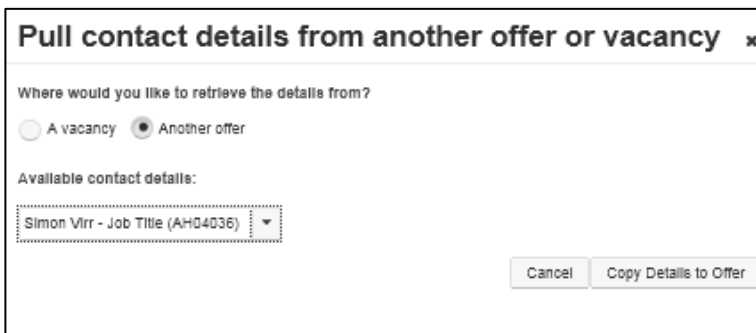 Pull contact details from another offer or vacancy ×
Where would you like to retrieve the details from?
A vacancy Another offer
Available contact details:
Simon Virr - Job Title (AH04036)
Cancel Copy Details to Offer